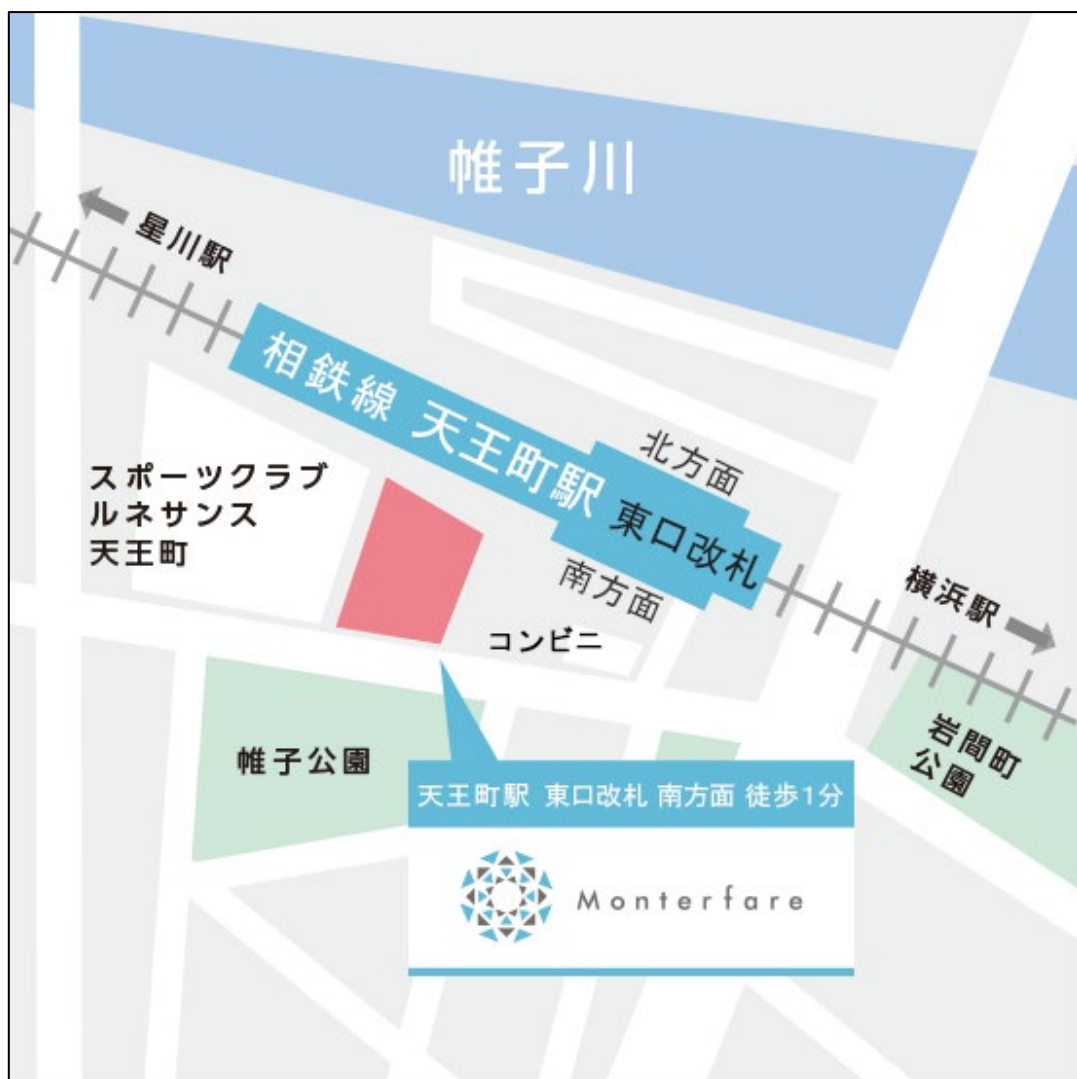 帷子川
星川駅
相鉄線 天王町駅
北方面
東口改札
南方面
横浜駅
スポーツクラブ
ルネサンス
天王町
コンビニ
岩間町
公園
帷子公園
天王町駅 東口改札 南方面 徒歩1分
Monterfare